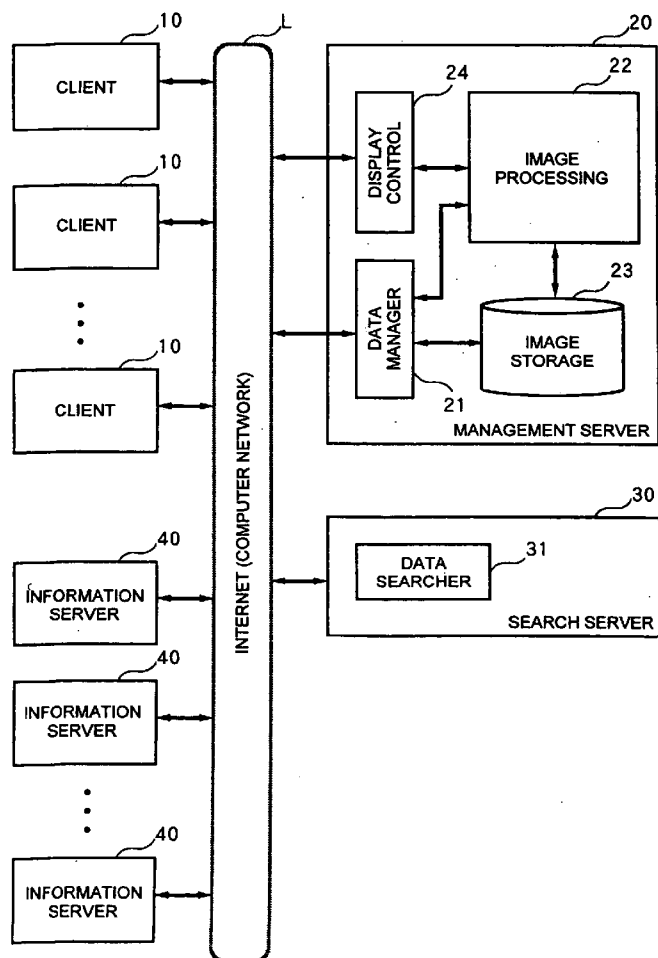 10
CLIENT
10
CLIENT
10
CLIENT
40
INFORMATION
SERVER
40
INFORMATION
SERVER
40
INFORMATION
SERVER
L
INTERNET (COMPUTER NETWORK)
20
24
DISPLAY
CONTROL
22
IMAGE
PROCESSING
DATA
MANAGER
21
23
IMAGE
STORAGE
MANAGEMENT SERVER
30
DATA
SEARCHER
31
SEARCH SERVER